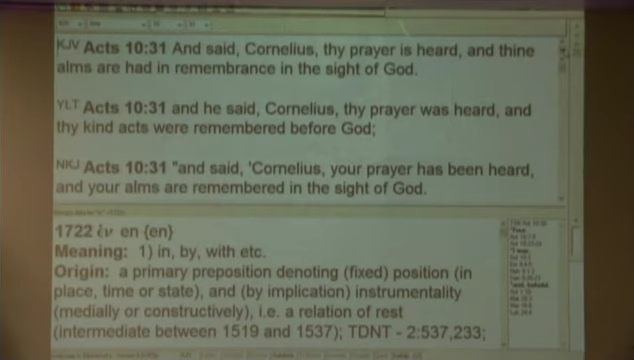 KJV Acts 10:31 And said, Cornelius, thy prayer is heard, and thine
alms are had in remembrance in the sight of God.
YLT Acts 10:31 and he said, Cornelius, thy prayer was heard, and
thy kind acts were remembered before God;
NKJ Acts 10:31 "and said, 'Cornelius, your prayer has been heard,
and your alms are remembered in the sight of God.
1722 ἐν en {en}
Meaning: 1) in, by, with etc.
Origin: a primary preposition denoting (fixed) position (in
place, time or state), and (by implication) instrumentality
(medially or constructively), i.e. a relation of rest
(intermediate between 1519 and 1537); TDNT - 2:537,233;